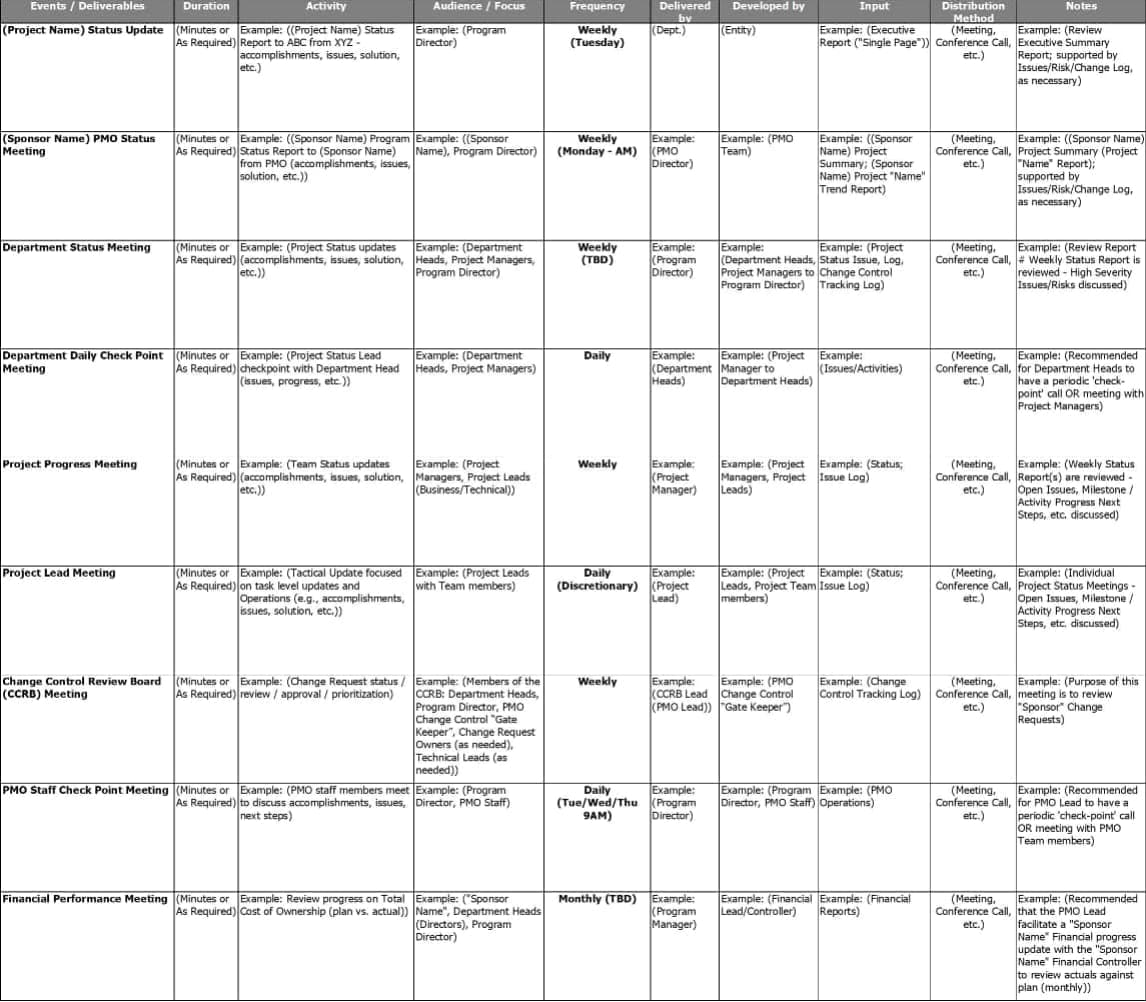 Events / Deliverables
Duration
Activity
Audience / Focus
Frequency
Delivered
by
Developed by
Input
Distribution
Method
Notes
(Project Name) Status Update
(Minutes or
As Required)
Example: ((Project Name) Status
Report to ABC from XYZ -
accomplishments, issues, solution,
etc.)
Example: (Program
Director)
Weekly
(Tuesday)
(Dept.)
(Entity)
Example: (Executive
Report ("Single Page"))
(Meeting,
Conference Call,
etc.)
Example: (Review
Executive Summary
Report; supported by
Issues/Risk/Change Log,
as necessary)
(Sponsor Name) PMO Status
Meeting
(Minutes or
As Required)
Example: ((Sponsor Name) Program
Status Report to (Sponsor Name)
from PMO (accomplishments, issues,
solution, etc.))
Example: ((Sponsor
Name), Program Director)
Weekly
(Monday - AM)
Example:
(PMO
Director)
Example: (PMO
Team)
Example: ((Sponsor
Name) Project
Summary; (Sponsor
Name) Project "Name"
Trend Report)
(Meeting,
Conference Call,
etc.)
Example: ((Sponsor Name)
Project Summary (Project
"Name" Report);
supported by
Issues/Risk/Change Log,
as necessary)
Department Status Meeting
(Minutes or
As Required)
Example: (Project Status updates
(accomplishments, issues, solution,
etc.))
Example: (Department
Heads, Project Managers,
Program Director)
Weekly
(TBD)
Example:
(Program
Director)
Example:
(Department Heads,
Project Managers to
Program Director)
Example: (Project
Status Issue, Log,
Change Control
Tracking Log)
(Meeting,
Conference Call,
etc.)
Example: (Review Report
# Weekly Status Report is
reviewed - High Severity
Issues/Risks discussed)
Department Daily Check Point
Meeting
(Minutes or
As Required)
Example: (Project Status Lead
checkpoint with Department Head
(issues, progress, etc.))
Example: (Department
Heads, Project Managers)
Daily
Example:
(Department
Heads)
Example: (Project
Manager to
Department Heads)
Example:
(Issues/Activities)
(Meeting,
Conference Call,
etc.)
Example: (Recommended
for Department Heads to
have a periodic 'check-
point' call OR meeting with
Project Managers)
Project Progress Meeting
(Minutes or
As Required)
Example: (Team Status updates
(accomplishments, issues, solution,
etc.))
Example: (Project
Managers, Project Leads
(Business/Technical))
Weekly
Example:
(Project
Manager)
Example: (Project
Managers, Project
Leads)
Example: (Status;
Issue Log)
(Meeting,
Conference Call,
etc.)
Example: (Weekly Status
Report(s) are reviewed -
Open Issues, Milestone /
Activity Progress Next
Steps, etc. discussed)
Project Lead Meeting
(Minutes or
As Required)
Example: (Tactical Update focused
on task level updates and
Operations (e.g., accomplishments,
issues, solution, etc.))
Example: (Project Leads
with Team members)
Daily
(Discretionary)
Example:
(Project
Lead)
Example: (Project
Leads, Project Team
members)
Example: (Status;
Issue Log)
(Meeting,
Conference Call,
etc.)
Example: (Individual
Project Status Meetings -
Open Issues, Milestone /
Activity Progress Next
Steps, etc. discussed)
Change Control Review Board
(CCRB) Meeting
(Minutes or
As Required)
Example: (Change Request status /
review / approval / prioritization)
Example: (Members of the
CCRB: Department Heads,
Program Director, PMO
Change Control "Gate
Keeper", Change Request
Owners (as needed),
Technical Leads (as
needed))
Weekly
Example:
(CCRB Lead
(PMO Lead))
Example: (PMO
Change Control
"Gate Keeper")
Example: (Change
Control Tracking Log)
(Meeting,
Conference Call,
etc.)
Example: (Purpose of this
meeting is to review
"Sponsor" Change
Requests)
PMO Staff Check Point Meeting
(Minutes or
As Required)
Example: (PMO staff members meet
to discuss accomplishments, issues,
next steps)
Example: (Program
Director, PMO Staff)
Daily
(Tue/Wed/Thu
9AM)
Example:
(Program
Director)
Example: (Program
Director, PMO Staff)
Example: (PMO
Operations)
(Meeting,
Conference Call,
etc.)
Example: (Recommended
for PMO Lead to have a
periodic 'check-point' call
OR meeting with PMO
Team members)
Financial Performance Meeting
(Minutes or
As Required)
Example: Review progress on Total
Cost of Ownership (plan vs. actual))
Example: ("Sponsor
Name", Department Heads
(Directors), Program
Director)
Monthly (TBD)
Example:
(Program
Manager)
Example: (Financial
Lead/Controller)
Example: (Financial
Reports)
(Meeting,
Conference Call,
etc.)
Example: (Recommended
that the PMO Lead
facilitate a "Sponsor
Name" Financial progress
update with the "Sponsor
Name" Financial Controller
to review actuals against
plan (monthly))